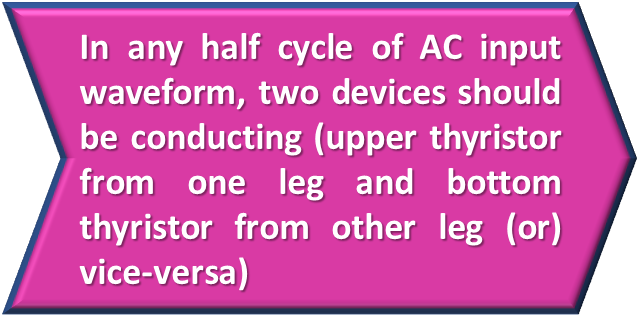 In any half cycle of AC input
waveform, two devices should
be conducting (upper thyristor
from one leg and bottom
thyristor from other leg (or)
vice-versa)